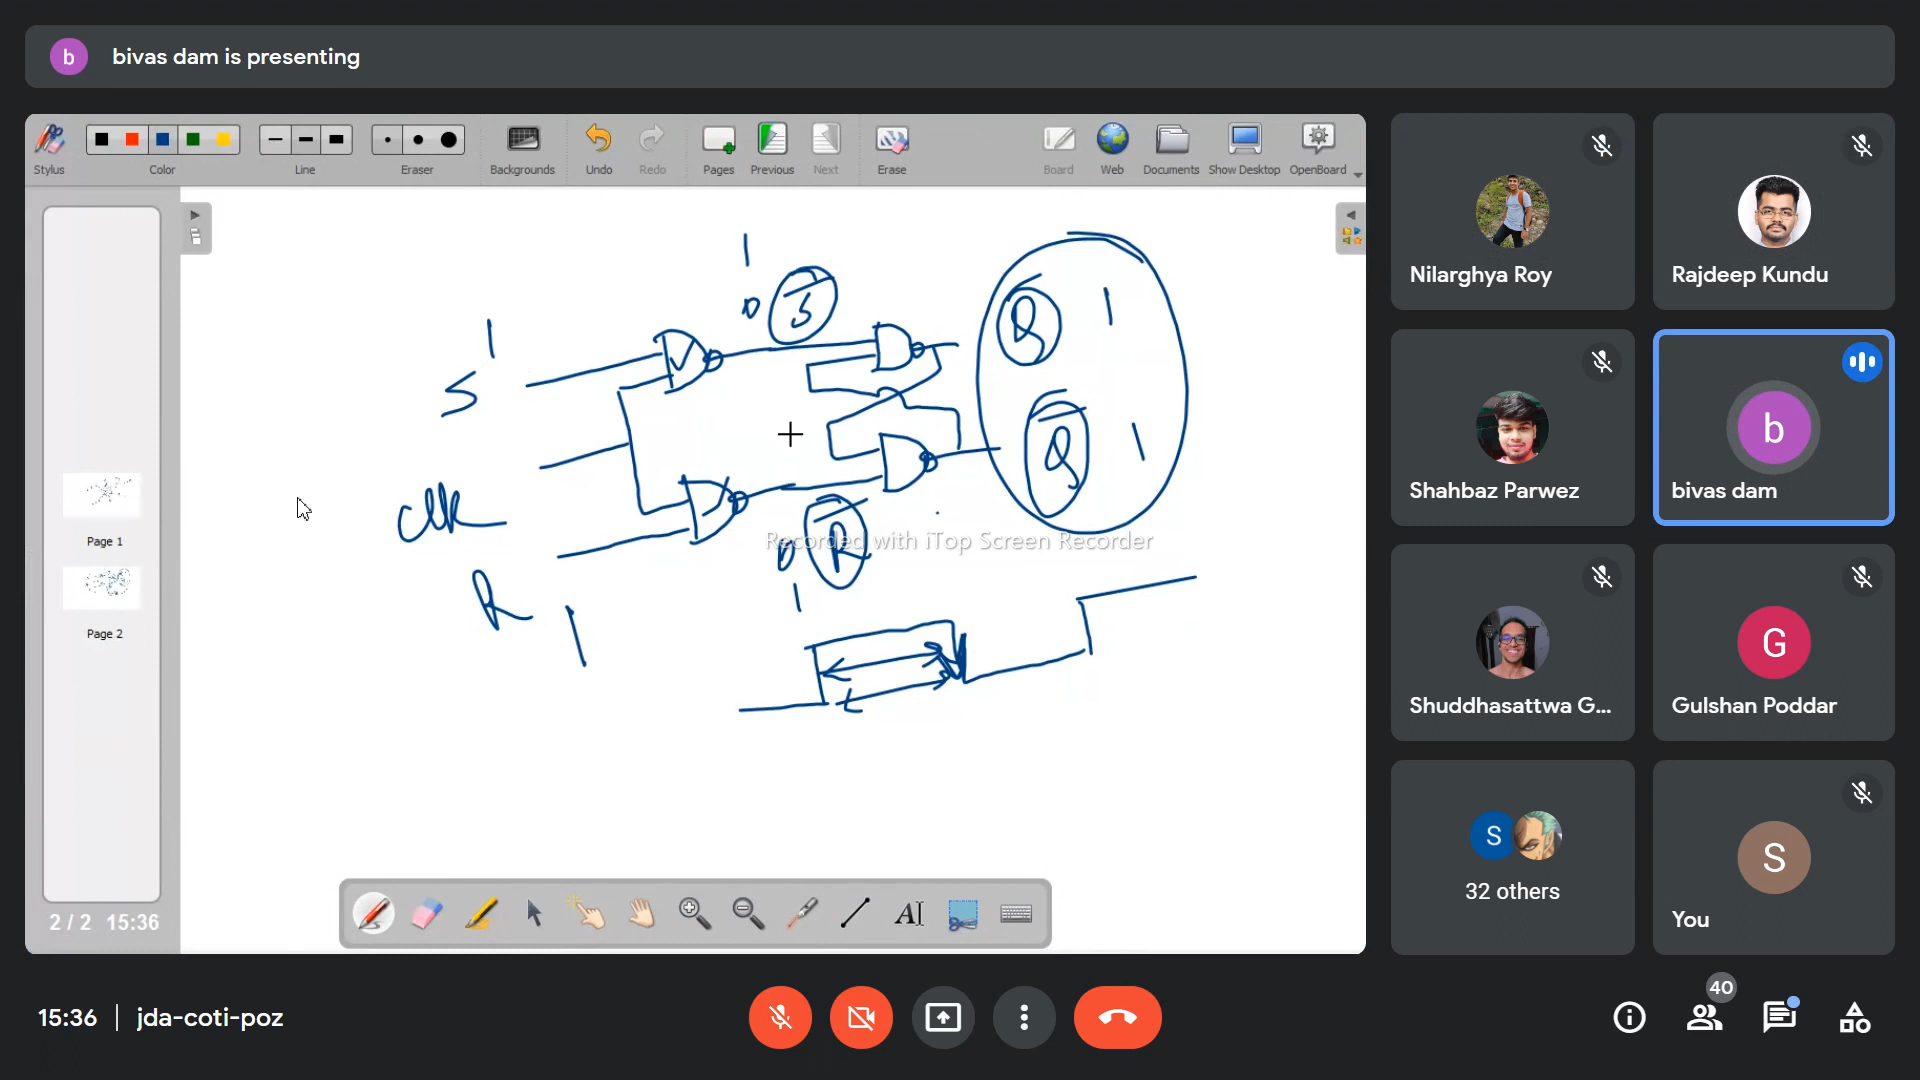 b bivas dam is presenting
Stylus Color Line Eraser Backgrounds Undo Redo Pages Previous Next Erase Board Web Documents Show Desktop OpenBoard
1
0 S̅
Q 1
1
S
Q̅ 1
Clk
R̅
0
1
R 1
t
Recorded with iTop Screen Recorder
Page 1
Page 2
2 / 2 15:36
AI
Nilarghya Roy
Rajdeep Kundu
Shahbaz Parwez
b
bivas dam
Shuddhasattwa G...
G
Gulshan Poddar
S
32 others
S
You
15:36 | jda-coti-poz
40